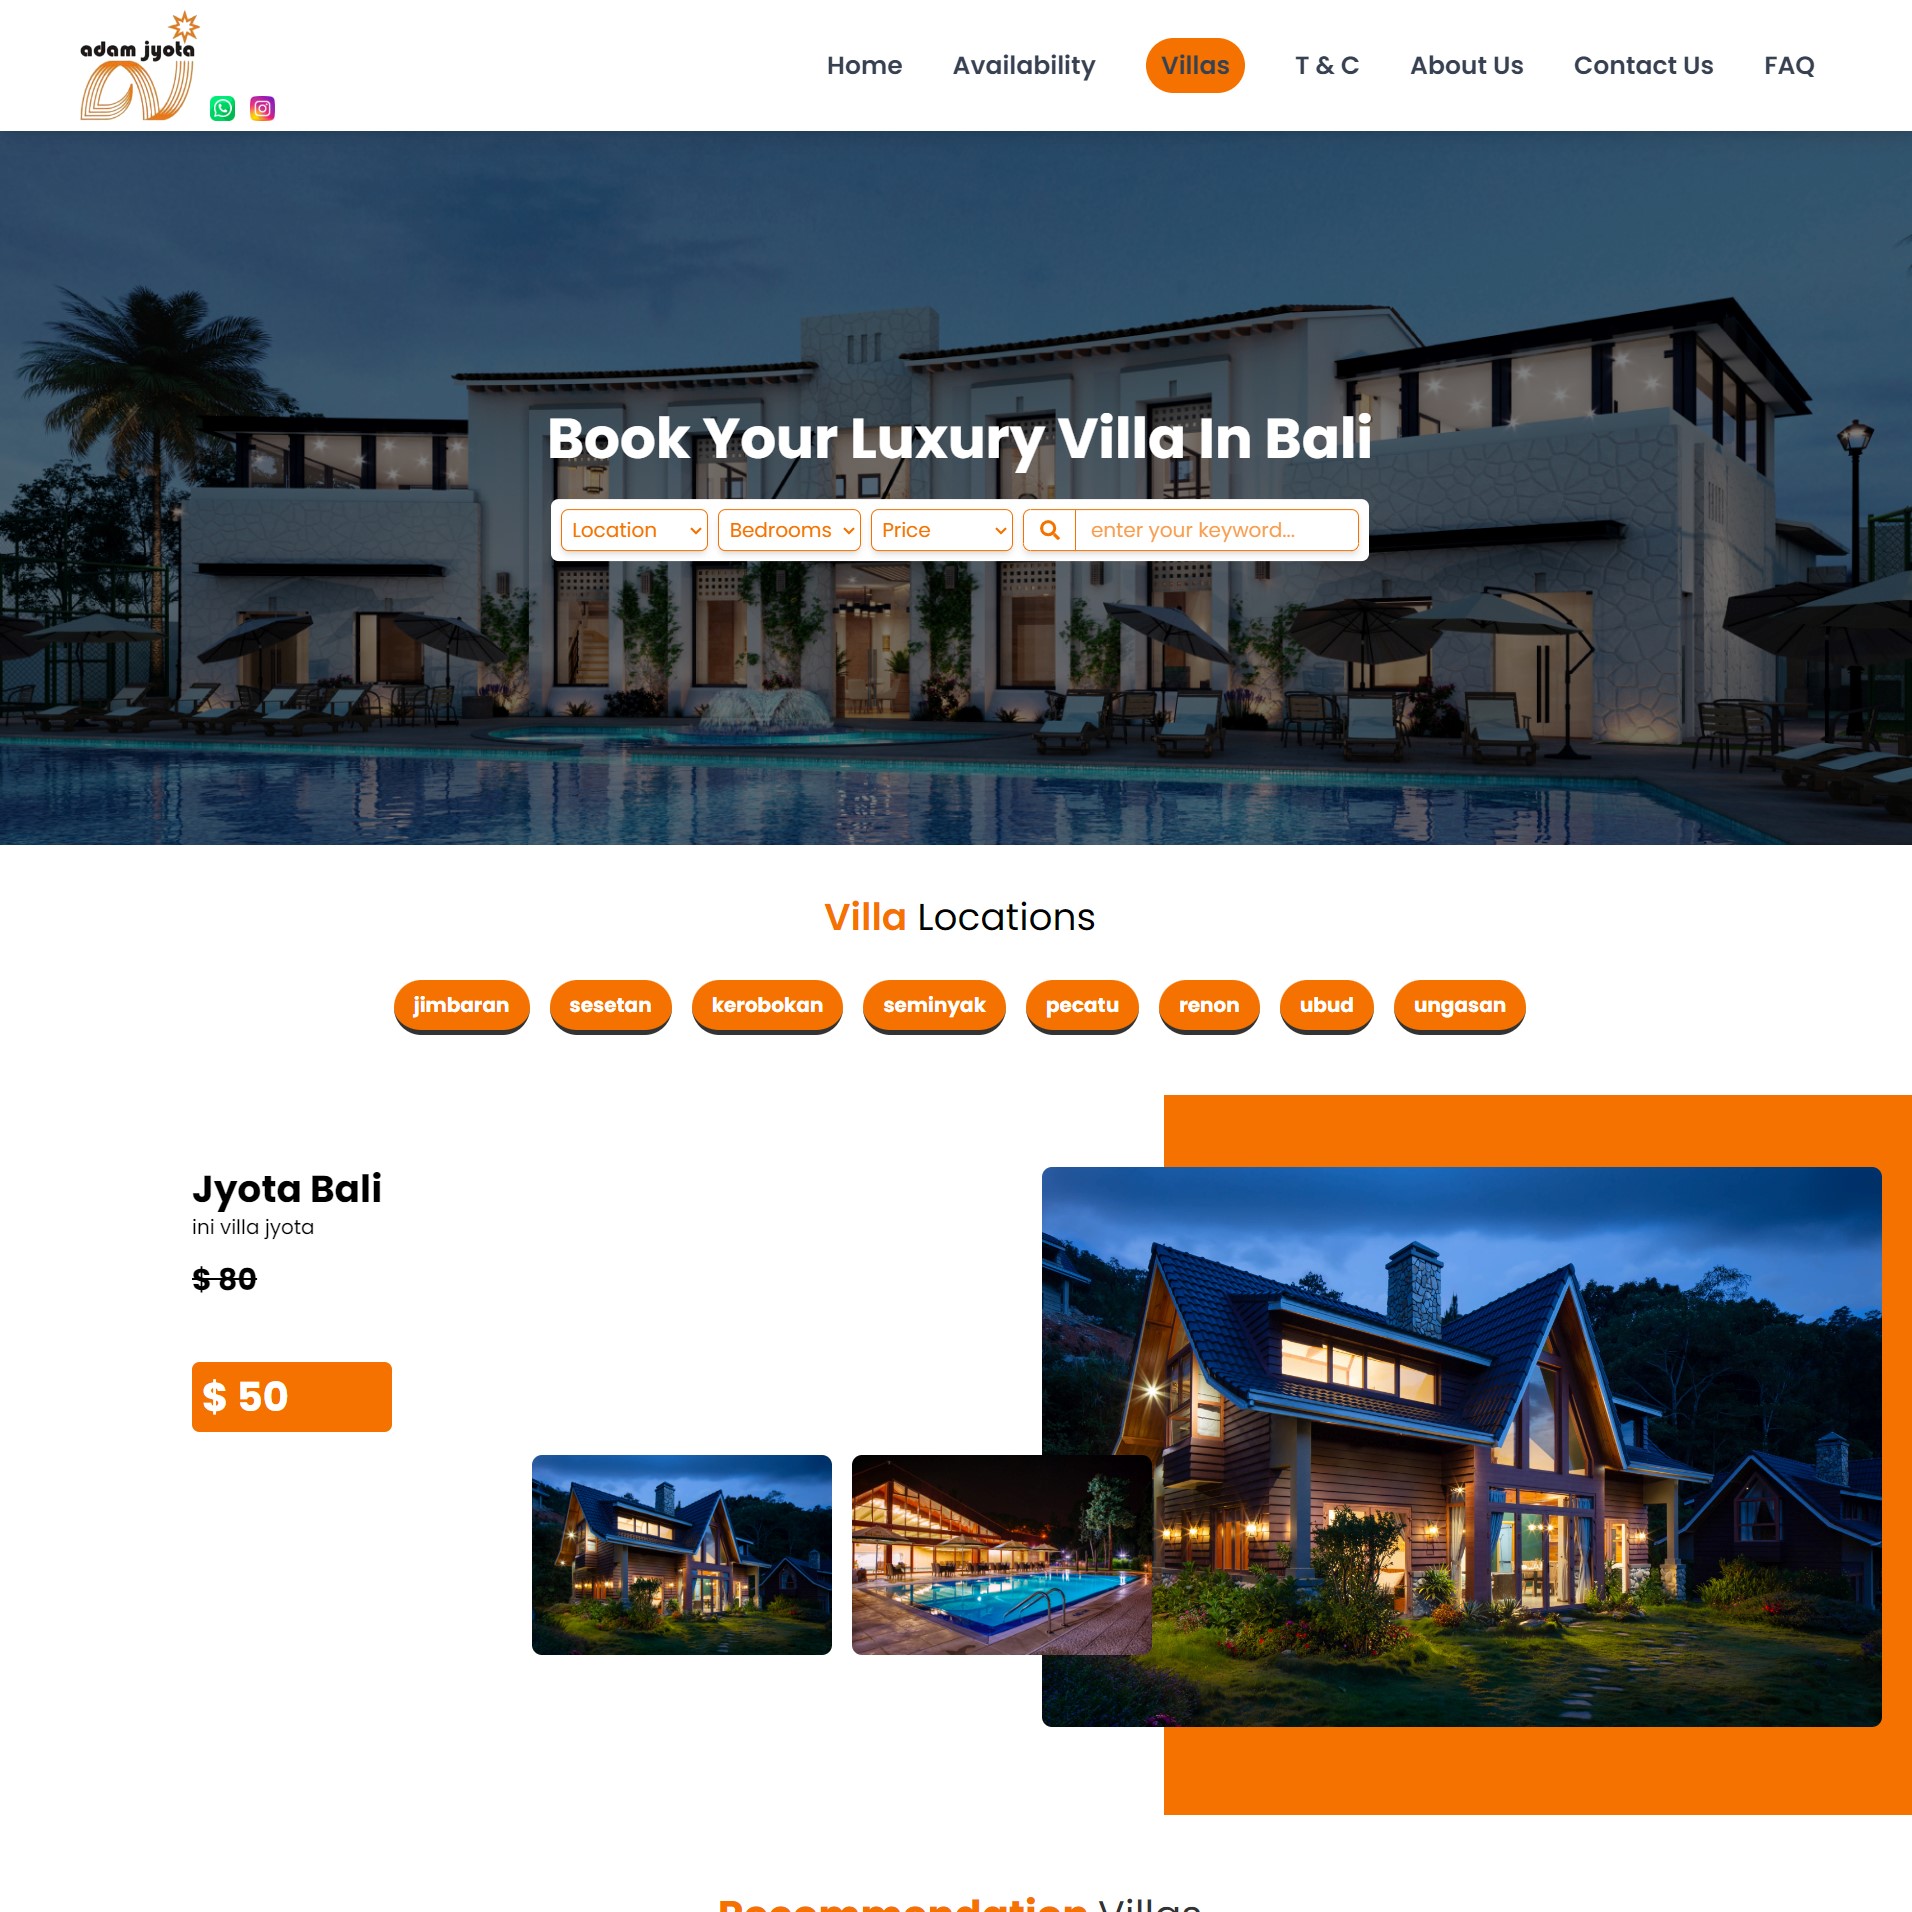 adam jyota
Home
Availability
Villas
T & C
About Us
Contact Us
FAQ
Book Your Luxury Villa In Bali
Location
Bedrooms
Price
enter your keyword...
Villa Locations
jimbaran
sesetan
kerobokan
seminyak
pecatu
renon
ubud
ungasan
Jyota Bali
ini villa jyota
$ 80
$ 50
Recommendation Villas